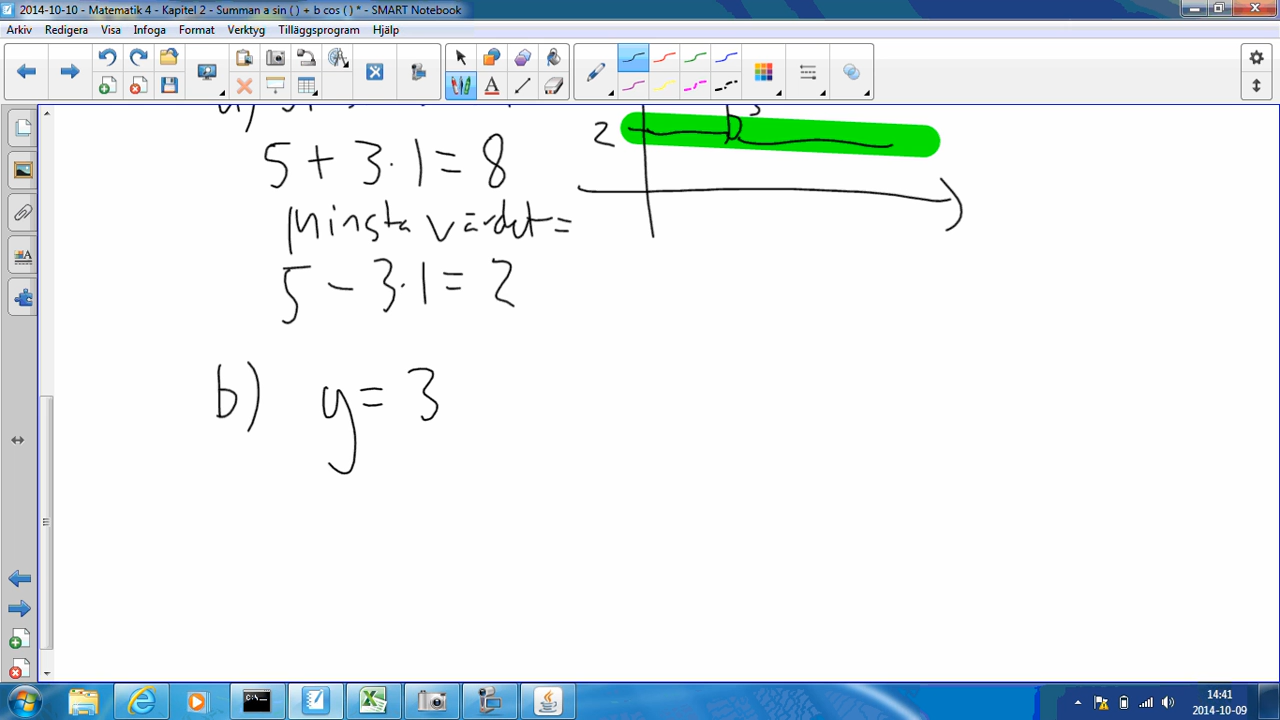 2014-10-10 - Matematik 4 - Kapitel 2 - Summan a sin ( ) + b cos ( ) * - SMART Notebook
Arkiv Redigera Visa Infoga Format Verktyg Tilläggsprogram Hjälp
5 + 3·1 = 8
2
Minsta värdet =
5 - 3·1 = 2
b) y = 3
14:41
2014-10-09